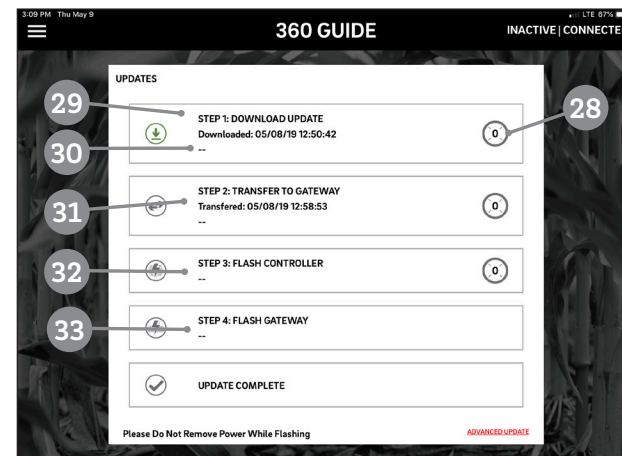 3:09 PM Thu May 9
LTE 67%
360 GUIDE
INACTIVE | CONNECTE
UPDATES
29
STEP 1: DOWNLOAD UPDATE
Downloaded: 05/08/19 12:50:42
--
0
28
30
STEP 2: TRANSFER TO GATEWAY
Transfered: 05/08/19 12:58:53
--
0
31
STEP 3: FLASH CONTROLLER
--
0
32
STEP 4: FLASH GATEWAY
--
33
UPDATE COMPLETE
Please Do Not Remove Power While Flashing
ADVANCED UPDATE